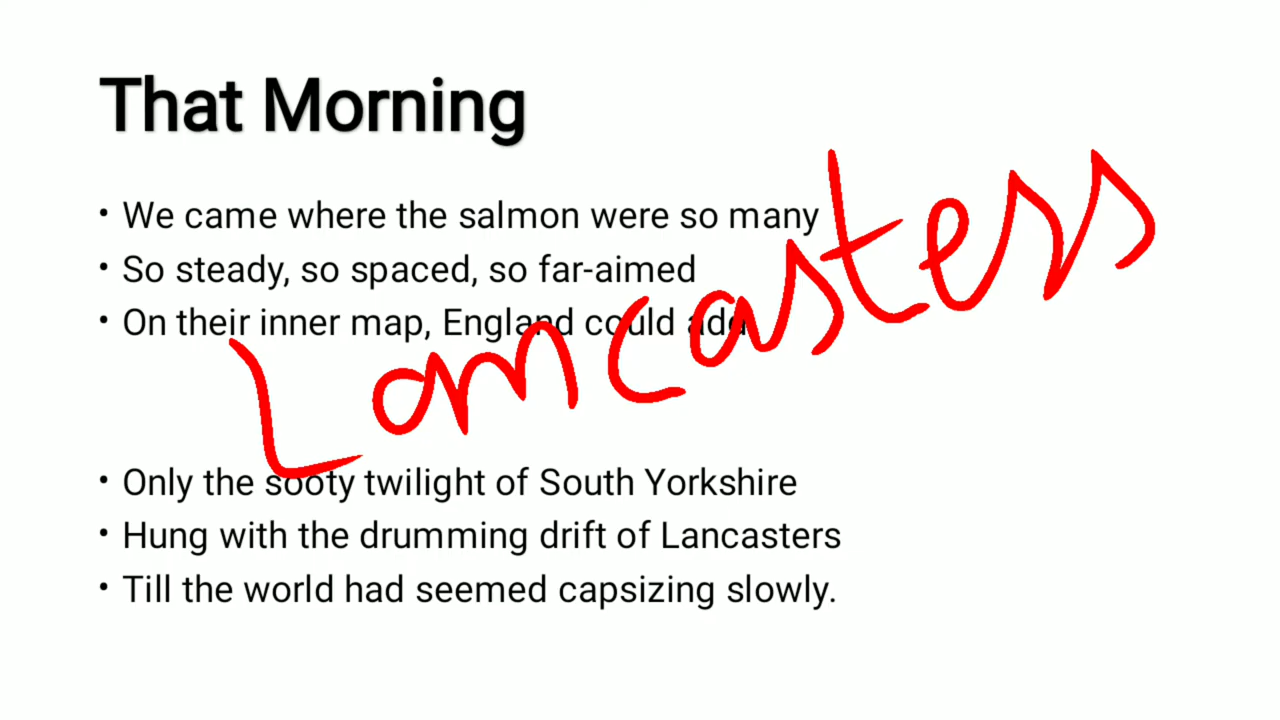 That Morning
• We came where the salmon were so many
• So steady, so spaced, so far-aimed
• On their inner map, England could add
Lancasters
• Only the sooty twilight of South Yorkshire
• Hung with the drumming drift of Lancasters
• Till the world had seemed capsizing slowly.